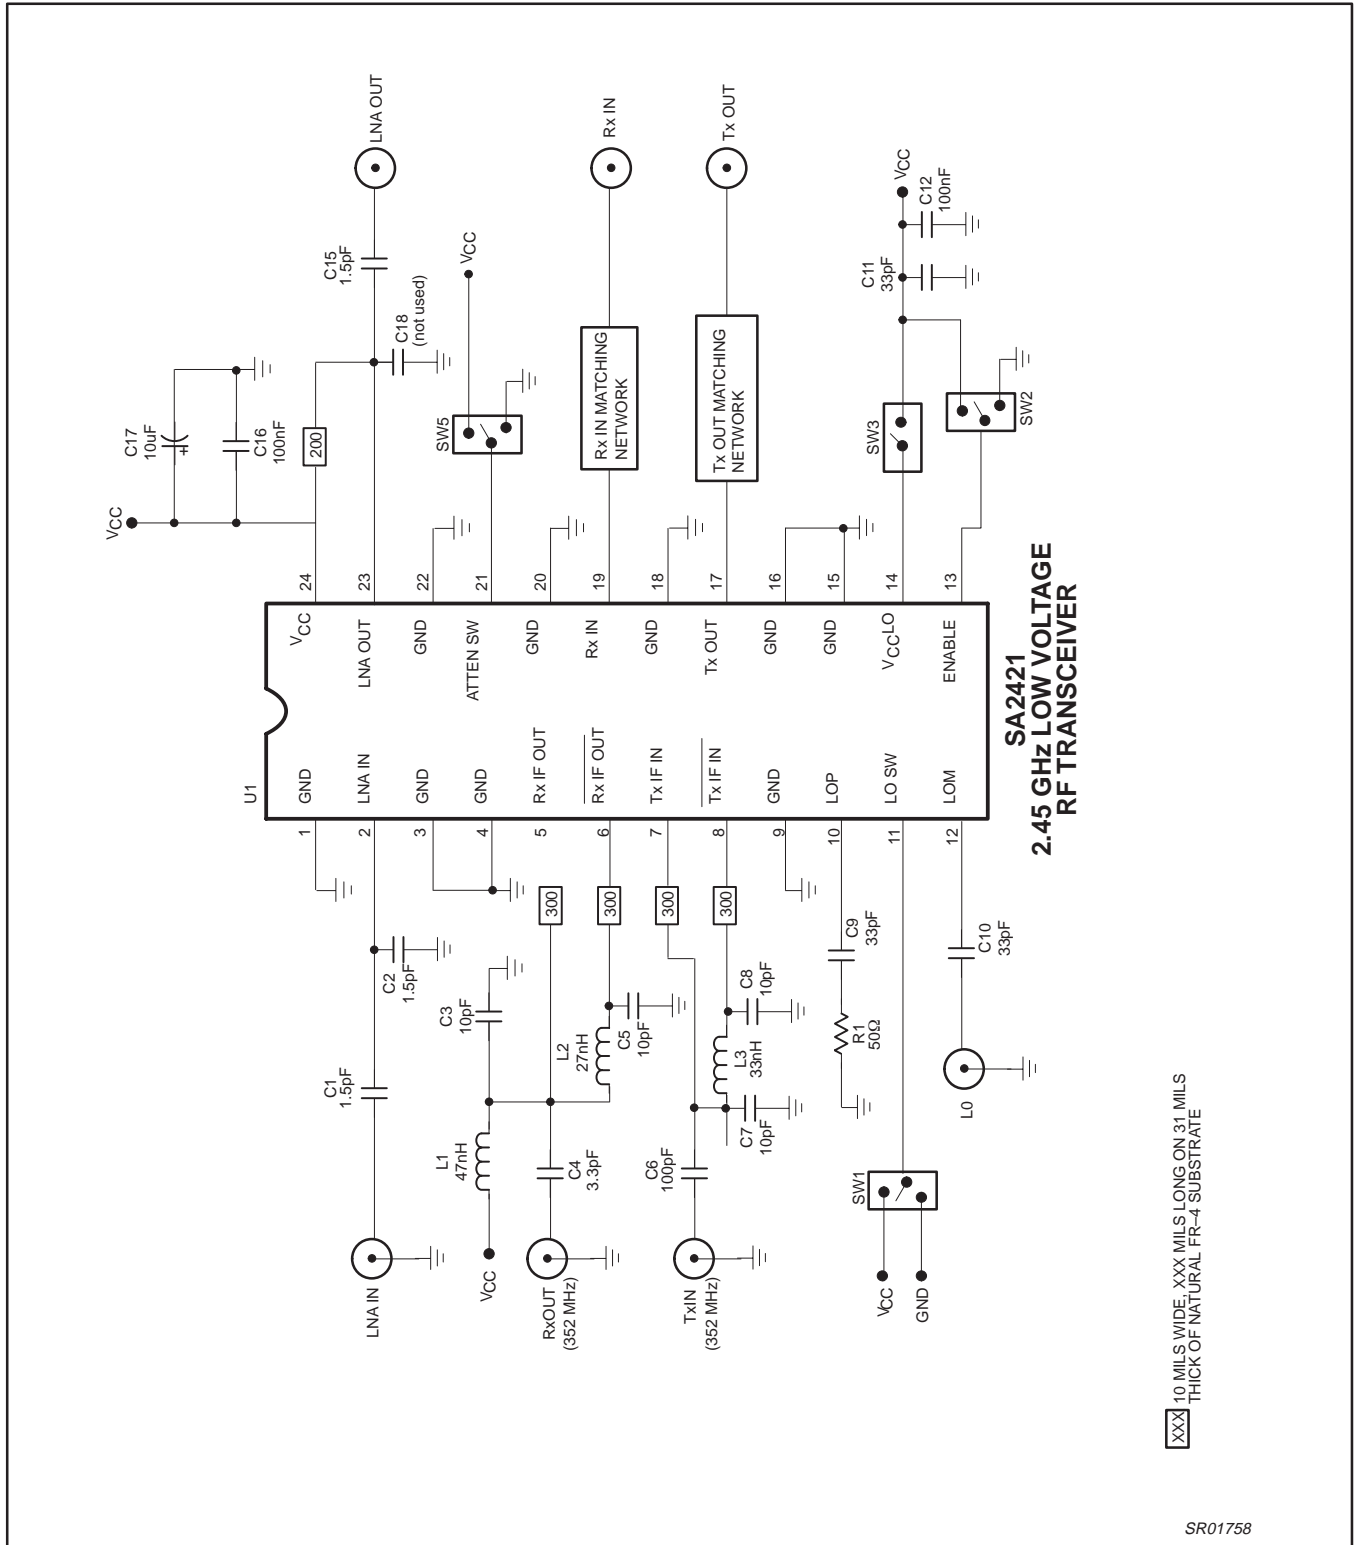 LNA OUT
Rx IN
Tx OUT
VCC
C12
100nF
C11
33pF
C15
1.5pF
C18
(not used)
VCC
C17
10uF
+
C16
100nF
200
VCC
SW5
Rx IN MATCHING
NETWORK
Tx OUT MATCHING
NETWORK
SW3
SW2
24
23
22
21
20
19
18
17
16
15
14
13
VCC
LNA OUT
GND
ATTEN SW
GND
Rx IN
GND
Tx OUT
GND
GND
VCCLO
ENABLE
U1
GND
LNA IN
GND
GND
Rx IF OUT
Rx IF OUT
Tx IF IN
Tx IF IN
GND
LOP
LO SW
LOM
SA2421
2.45 GHz LOW VOLTAGE
RF TRANSCEIVER
1
2
3
4
5
6
7
8
9
10
11
12
300
300
300
300
C1
1.5pF
C2
1.5pF
C3
10pF
L1
47nH
C4
3.3pF
L2
27nH
C5
10pF
C6
100pF
C7
10pF
L3
33nH
C8
10pF
C9
33pF
R1
50Ω
C10
33pF
L0
SW1
LNA IN
VCC
RxOUT
(352 MHz)
TxIN
(352 MHz)
VCC
GND
XXX 10 MILS WIDE, XXX MILS LONG ON 31 MILS
THICK OF NATURAL FR–4 SUBSTRATE
SR01758